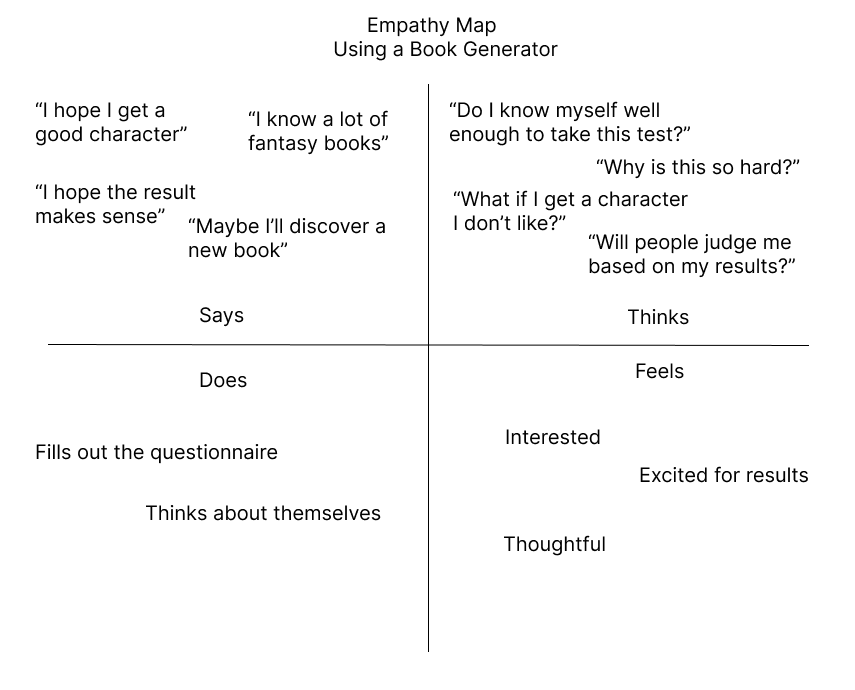 Empathy Map
Using a Book Generator
“I hope I get a
good character”
“I know a lot of
fantasy books”
“I hope the result
makes sense”
“Maybe I’ll discover a
new book”
Says
“Do I know myself well
enough to take this test?”
“Why is this so hard?”
“What if I get a character
I don’t like?”
“Will people judge me
based on my results?”
Thinks
Does
Fills out the questionnaire
Thinks about themselves
Feels
Interested
Excited for results
Thoughtful